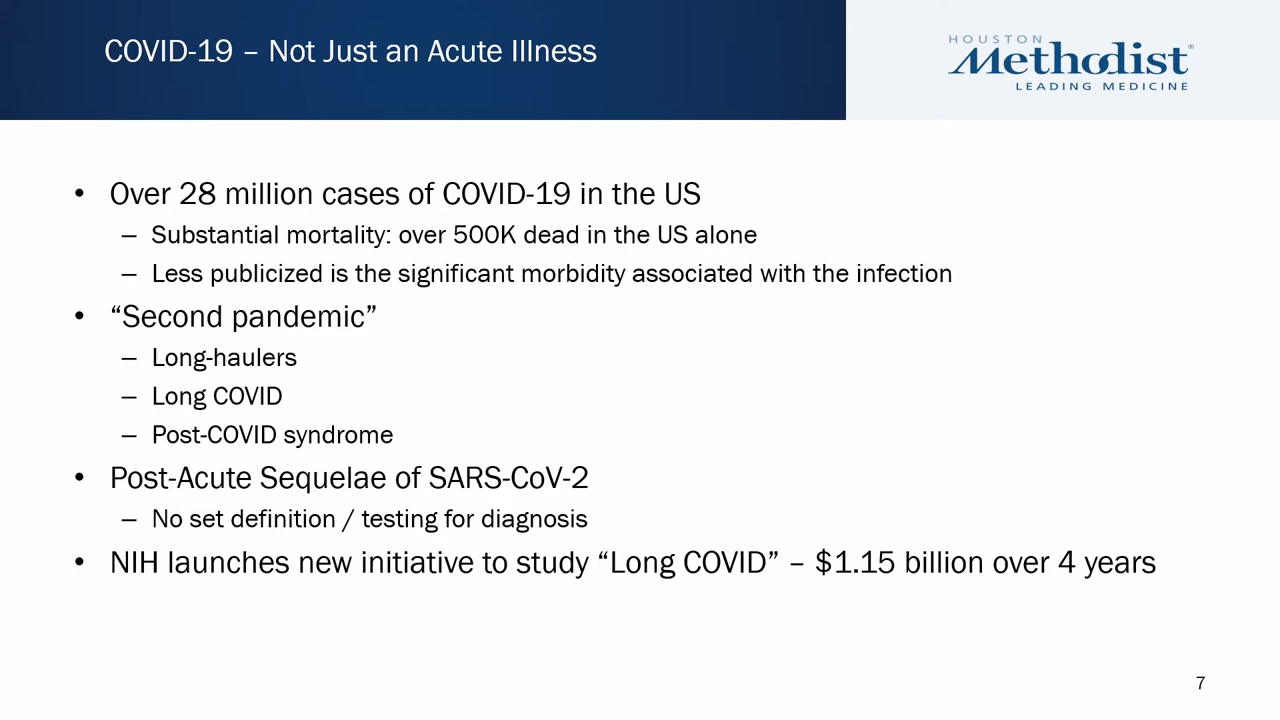 COVID-19 – Not Just an Acute Illness
HOUSTON
Methodist®
LEADING MEDICINE
• Over 28 million cases of COVID-19 in the US
– Substantial mortality: over 500K dead in the US alone
– Less publicized is the significant morbidity associated with the infection
• “Second pandemic”
– Long-haulers
– Long COVID
– Post-COVID syndrome
• Post-Acute Sequelae of SARS-CoV-2
– No set definition / testing for diagnosis
• NIH launches new initiative to study “Long COVID” – $1.15 billion over 4 years
7